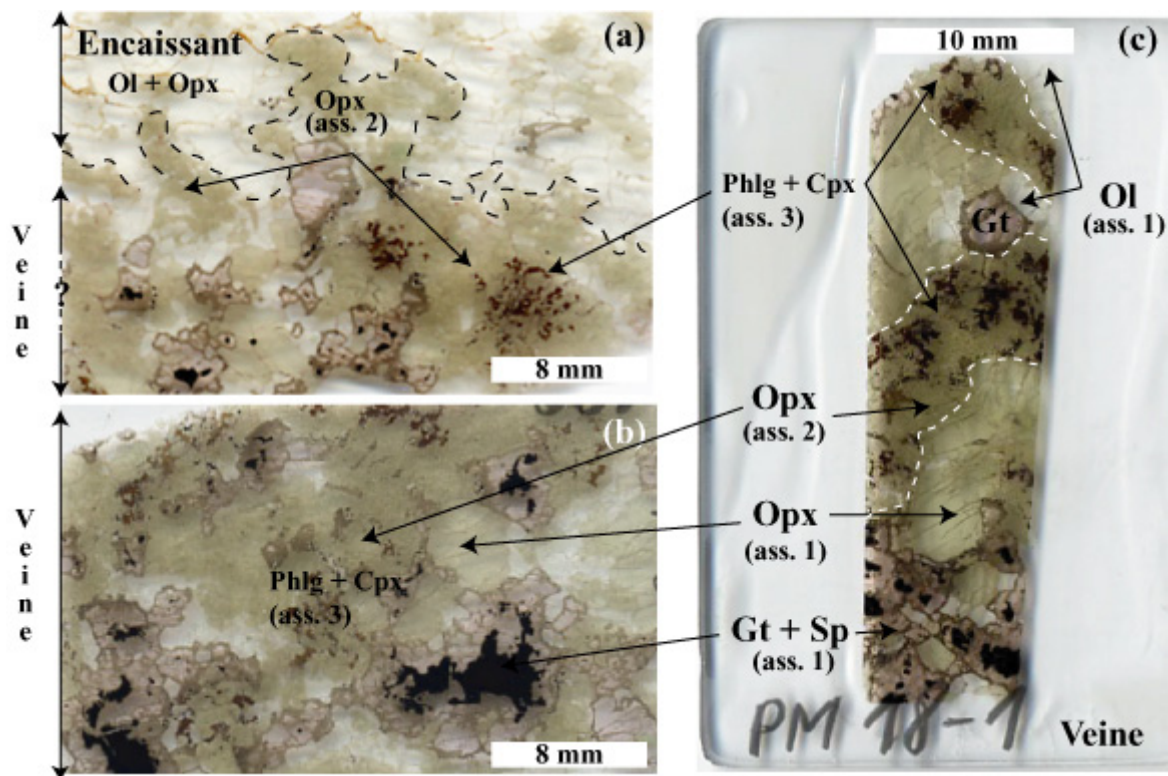 (a)
Encaissant
Ol + Opx
Opx
(ass. 2)
Veine
?
8 mm
(b)
Veine
Phlg + Cpx
(ass. 3)
8 mm
(c)
10 mm
Phlg + Cpx
(ass. 3)
Gt
Ol
(ass. 1)
Opx
(ass. 2)
Opx
(ass. 1)
Gt + Sp
(ass. 1)
PM 18-1
Veine